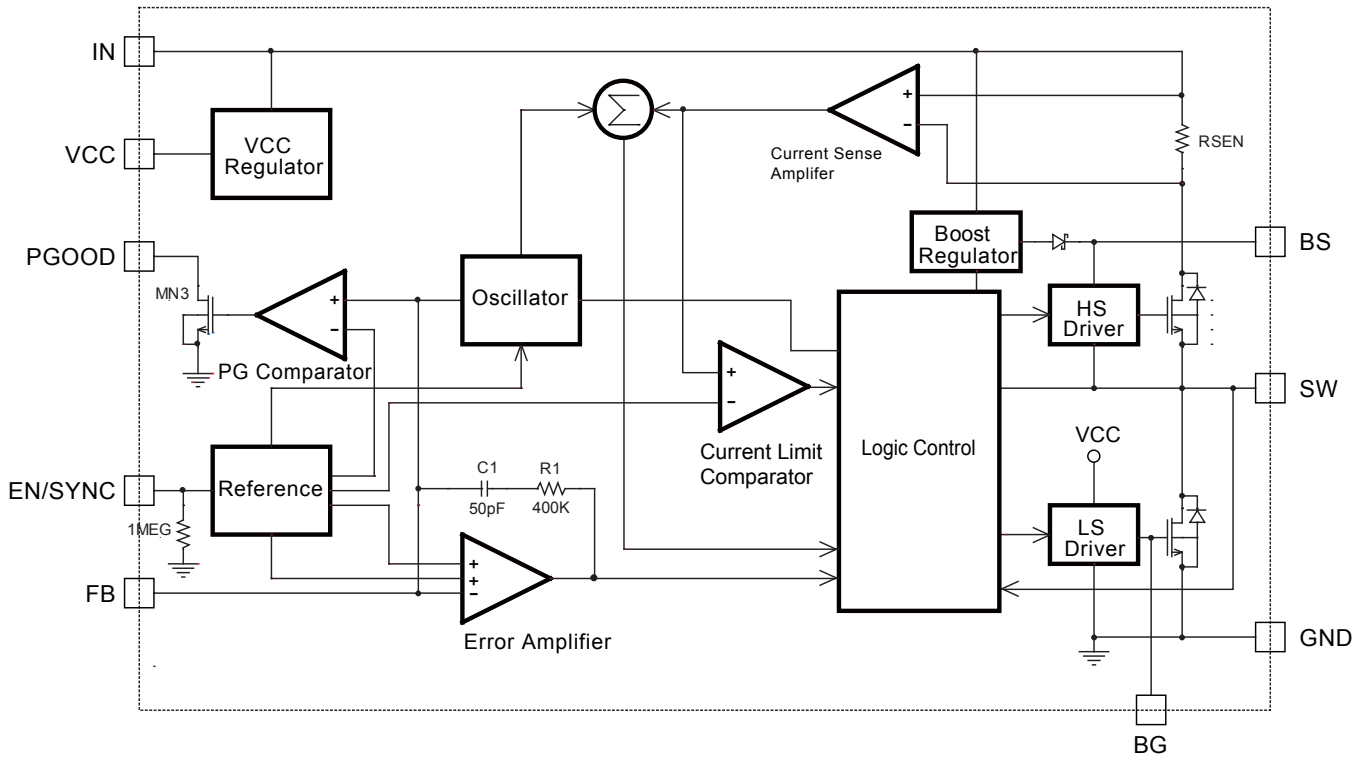 IN
VCC
VCC
Regulator
Σ
+
−
Current Sense
Amplifer
RSEN
PGOOD
MN3
+
−
PG Comparator
Oscillator
Boost
Regulator
BS
HS
Driver
+
−
Current Limit
Comparator
Logic Control
SW
VCC
EN/SYNC
Reference
1MEG
C1
50pF
R1
400K
LS
Driver
FB
+
+
−
Error Amplifier
GND
BG